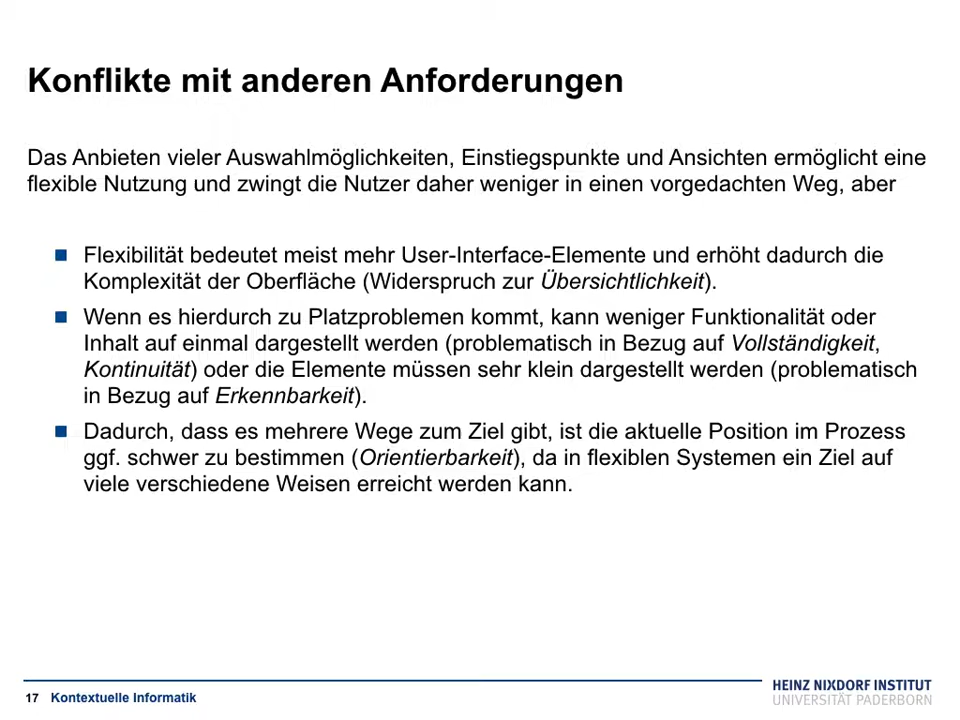 Konflikte mit anderen Anforderungen
Das Anbieten vieler Auswahlmöglichkeiten, Einstiegspunkte und Ansichten ermöglicht eine
flexible Nutzung und zwingt die Nutzer daher weniger in einen vorgedachten Weg, aber
Flexibilität bedeutet meist mehr User-Interface-Elemente und erhöht dadurch die
Komplexität der Oberfläche (Widerspruch zur Übersichtlichkeit).
Wenn es hierdurch zu Platzproblemen kommt, kann weniger Funktionalität oder
Inhalt auf einmal dargestellt werden (problematisch in Bezug auf Vollständigkeit,
Kontinuität) oder die Elemente müssen sehr klein dargestellt werden (problematisch
in Bezug auf Erkennbarkeit).
Dadurch, dass es mehrere Wege zum Ziel gibt, ist die aktuelle Position im Prozess
ggf. schwer zu bestimmen (Orientierbarkeit), da in flexiblen Systemen ein Ziel auf
viele verschiedene Weisen erreicht werden kann.
17 Kontextuelle Informatik
HEINZ NIXDORF INSTITUT
UNIVERSITÄT PADERBORN